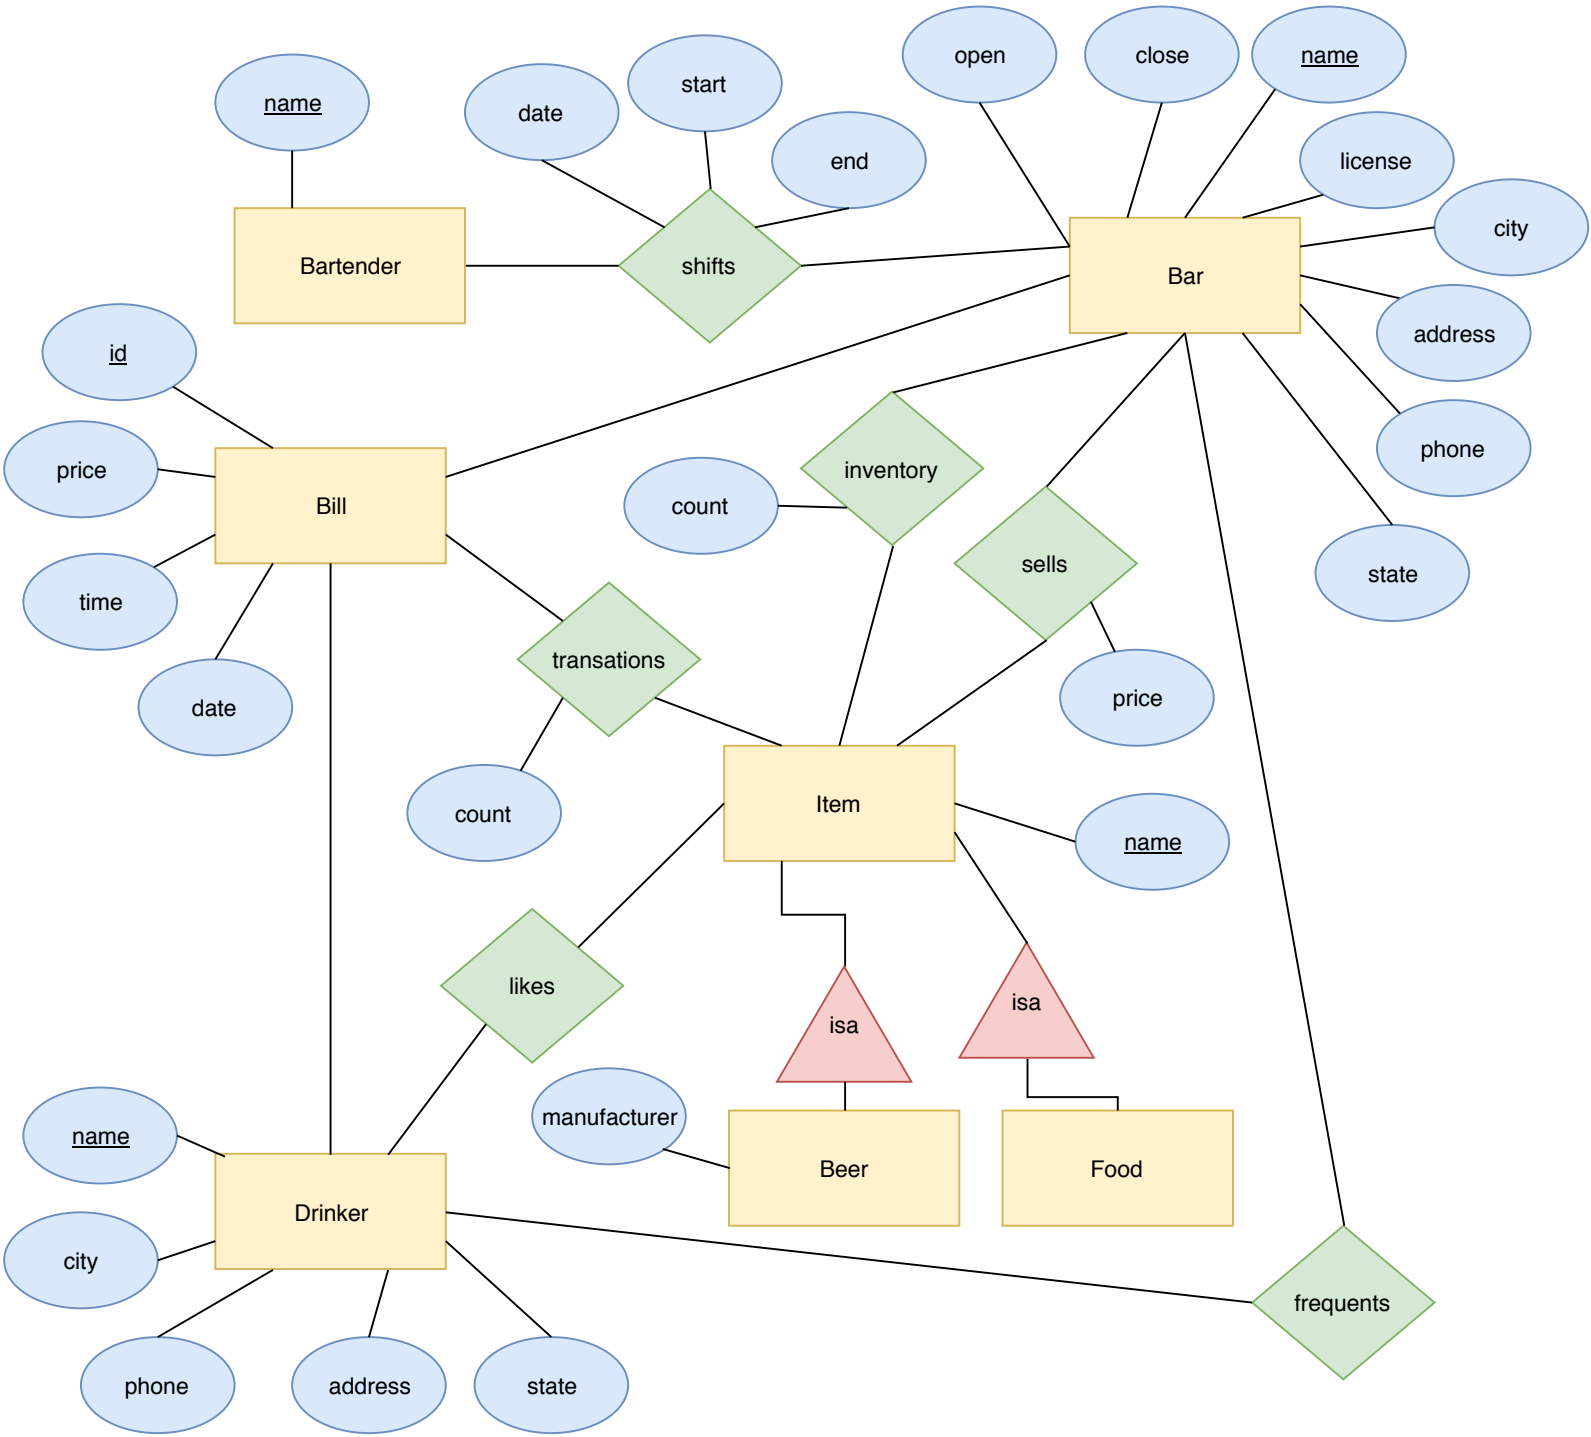 open
close
name
start
name
date
end
license
city
Bartender
shifts
Bar
address
id
phone
price
inventory
count
Bill
sells
state
time
transations
price
date
count
Item
name
likes
isa
isa
manufacturer
name
Beer
Food
Drinker
city
frequents
phone
address
state